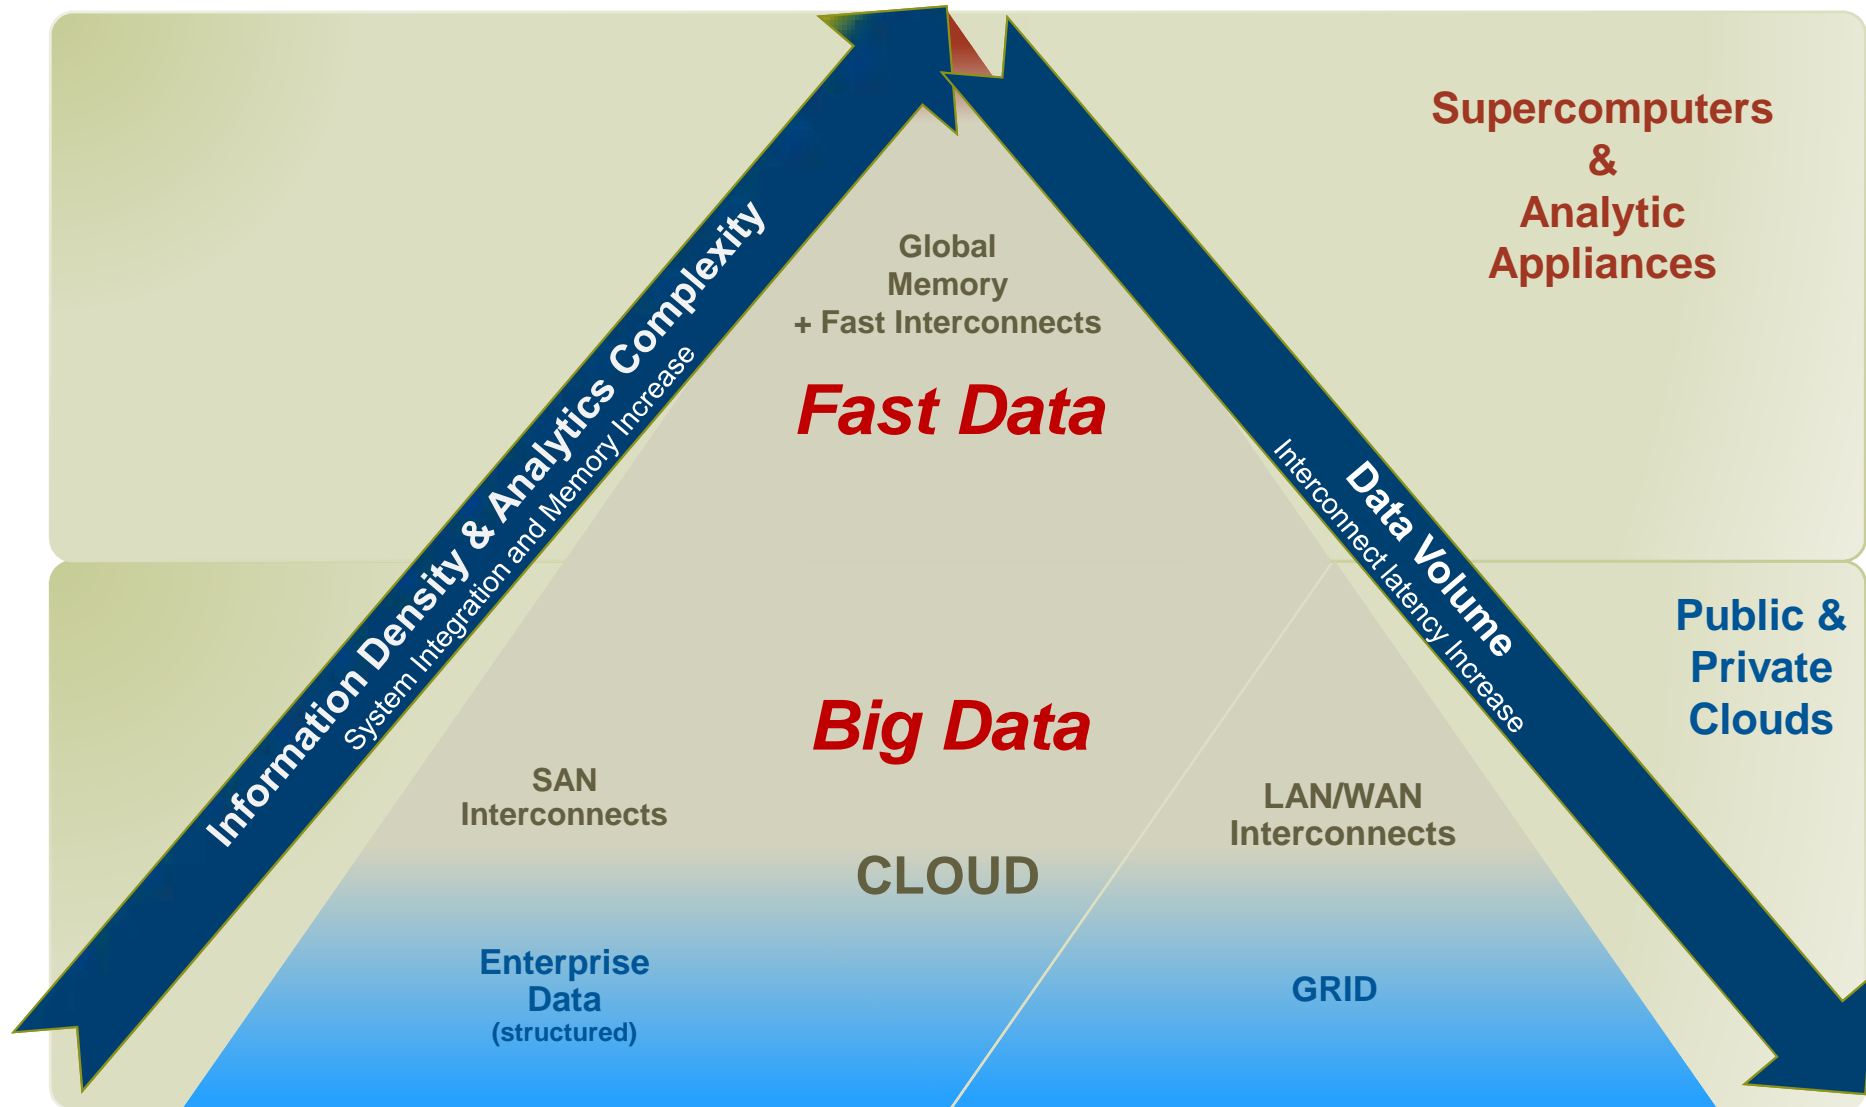 Supercomputers
&
Analytic
Appliances
Global
Memory
+ Fast Interconnects
Fast Data
Information Density & Analytics Complexity
System Integration and Memory Increase
Data Volume
Interconnect latency Increase
Public &
Private
Clouds
Big Data
SAN
Interconnects
LAN/WAN
Interconnects
CLOUD
Enterprise
Data
(structured)
GRID